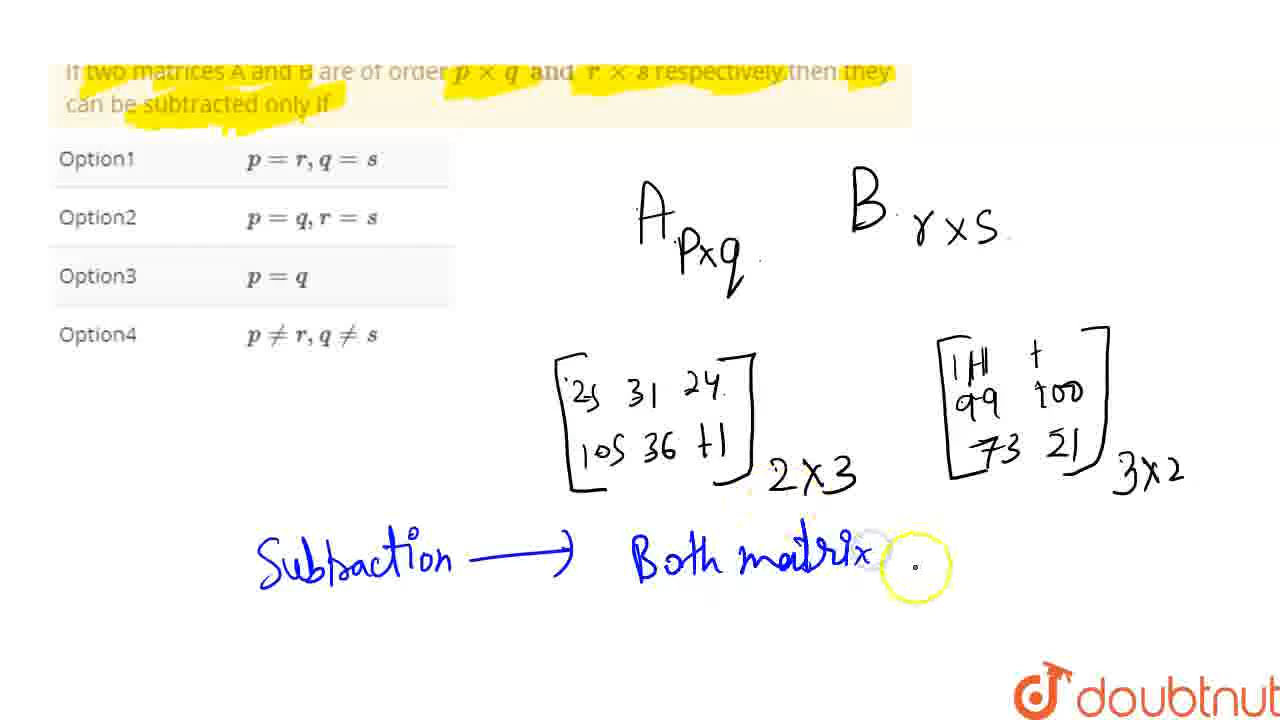 If two matrices A and B are of order p × q and r × s respectively then they
can be subtracted only if
Option1 p = r, q = s
Option2 p = q, r = s
Option3 p = q
Option4 p ≠ r, q ≠ s
A p×q B r×s
25 31 24
105 36 +1
2×3
99 100
73 21
3×2
Subtraction → Both matrix
doubtnut